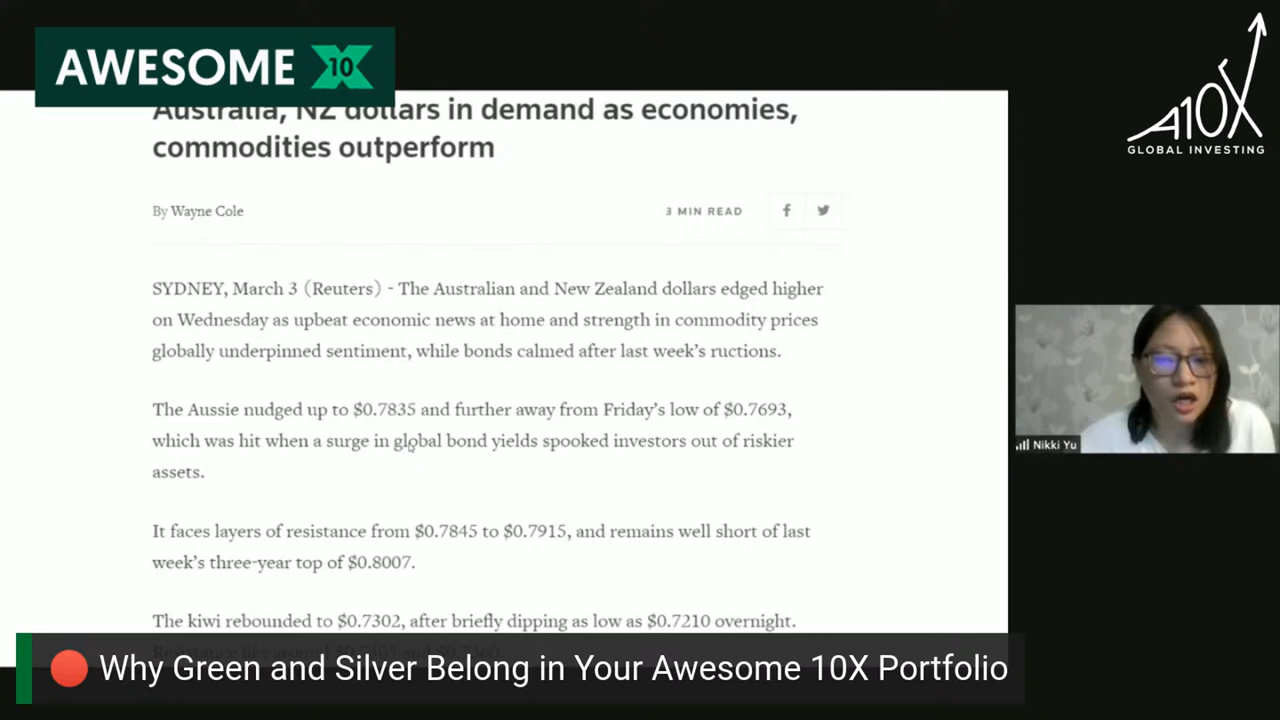 AWESOME 10
A10X
GLOBAL INVESTING
Australia, NZ dollars in demand as economies,
commodities outperform
By Wayne Cole
3 MIN READ
SYDNEY, March 3 (Reuters) - The Australian and New Zealand dollars edged higher
on Wednesday as upbeat economic news at home and strength in commodity prices
globally underpinned sentiment, while bonds calmed after last week's ructions.
The Aussie nudged up to $0.7835 and further away from Friday's low of $0.7693,
which was hit when a surge in global bond yields spooked investors out of riskier
assets.
It faces layers of resistance from $0.7845 to $0.7915, and remains well short of last
week's three-year top of $0.8007.
The kiwi rebounded to $0.7302, after briefly dipping as low as $0.7210 overnight.
Nikki Yu
Why Green and Silver Belong in Your Awesome 10X Portfolio